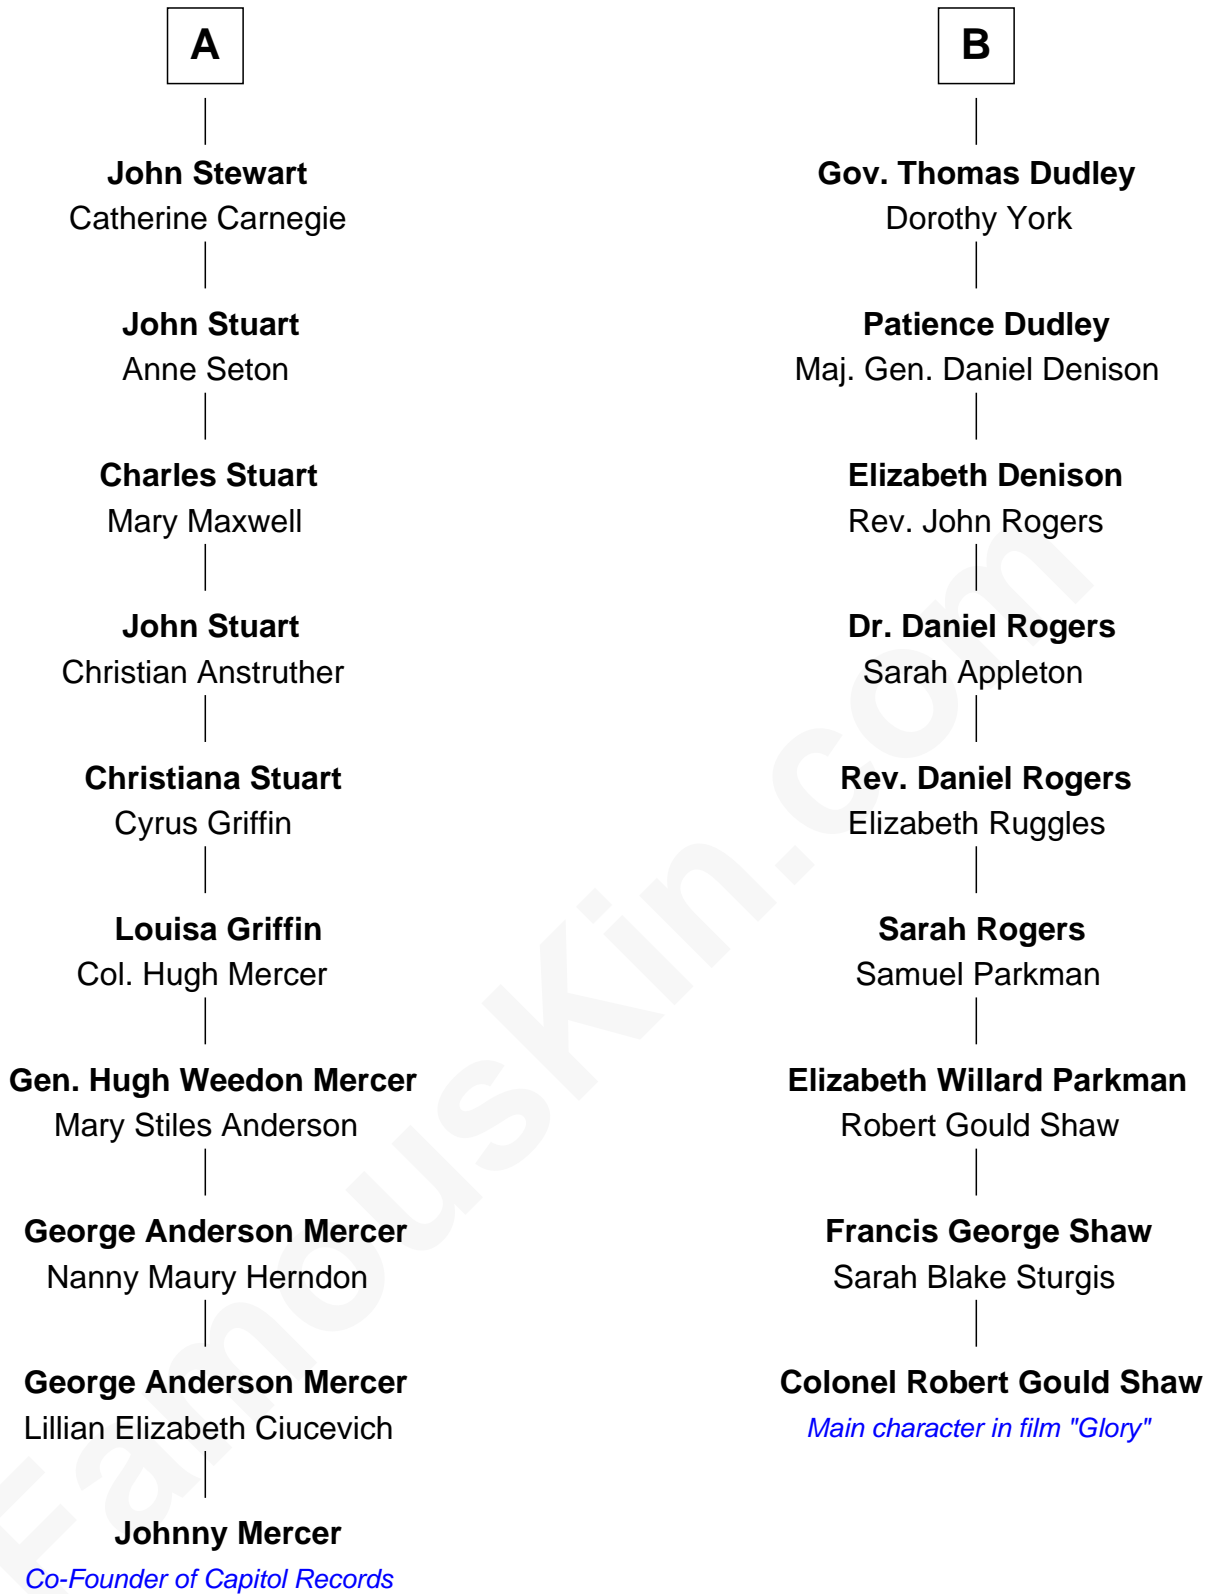 A
John Stewart
Catherine Carnegie
John Stuart
Anne Seton
Charles Stuart
Mary Maxwell
John Stuart
Christian Anstruther
Christiana Stuart
Cyrus Griffin
Louisa Griffin
Col. Hugh Mercer
Gen. Hugh Weedon Mercer
Mary Stiles Anderson
George Anderson Mercer
Nanny Maury Herndon
George Anderson Mercer
Lillian Elizabeth Ciucevich
Johnny Mercer
Co-Founder of Capitol Records
B
Gov. Thomas Dudley
Dorothy York
Patience Dudley
Maj. Gen. Daniel Denison
Elizabeth Denison
Rev. John Rogers
Dr. Daniel Rogers
Sarah Appleton
Rev. Daniel Rogers
Elizabeth Ruggles
Sarah Rogers
Samuel Parkman
Elizabeth Willard Parkman
Robert Gould Shaw
Francis George Shaw
Sarah Blake Sturgis
Colonel Robert Gould Shaw
Main character in film "Glory"
FamousKin.com